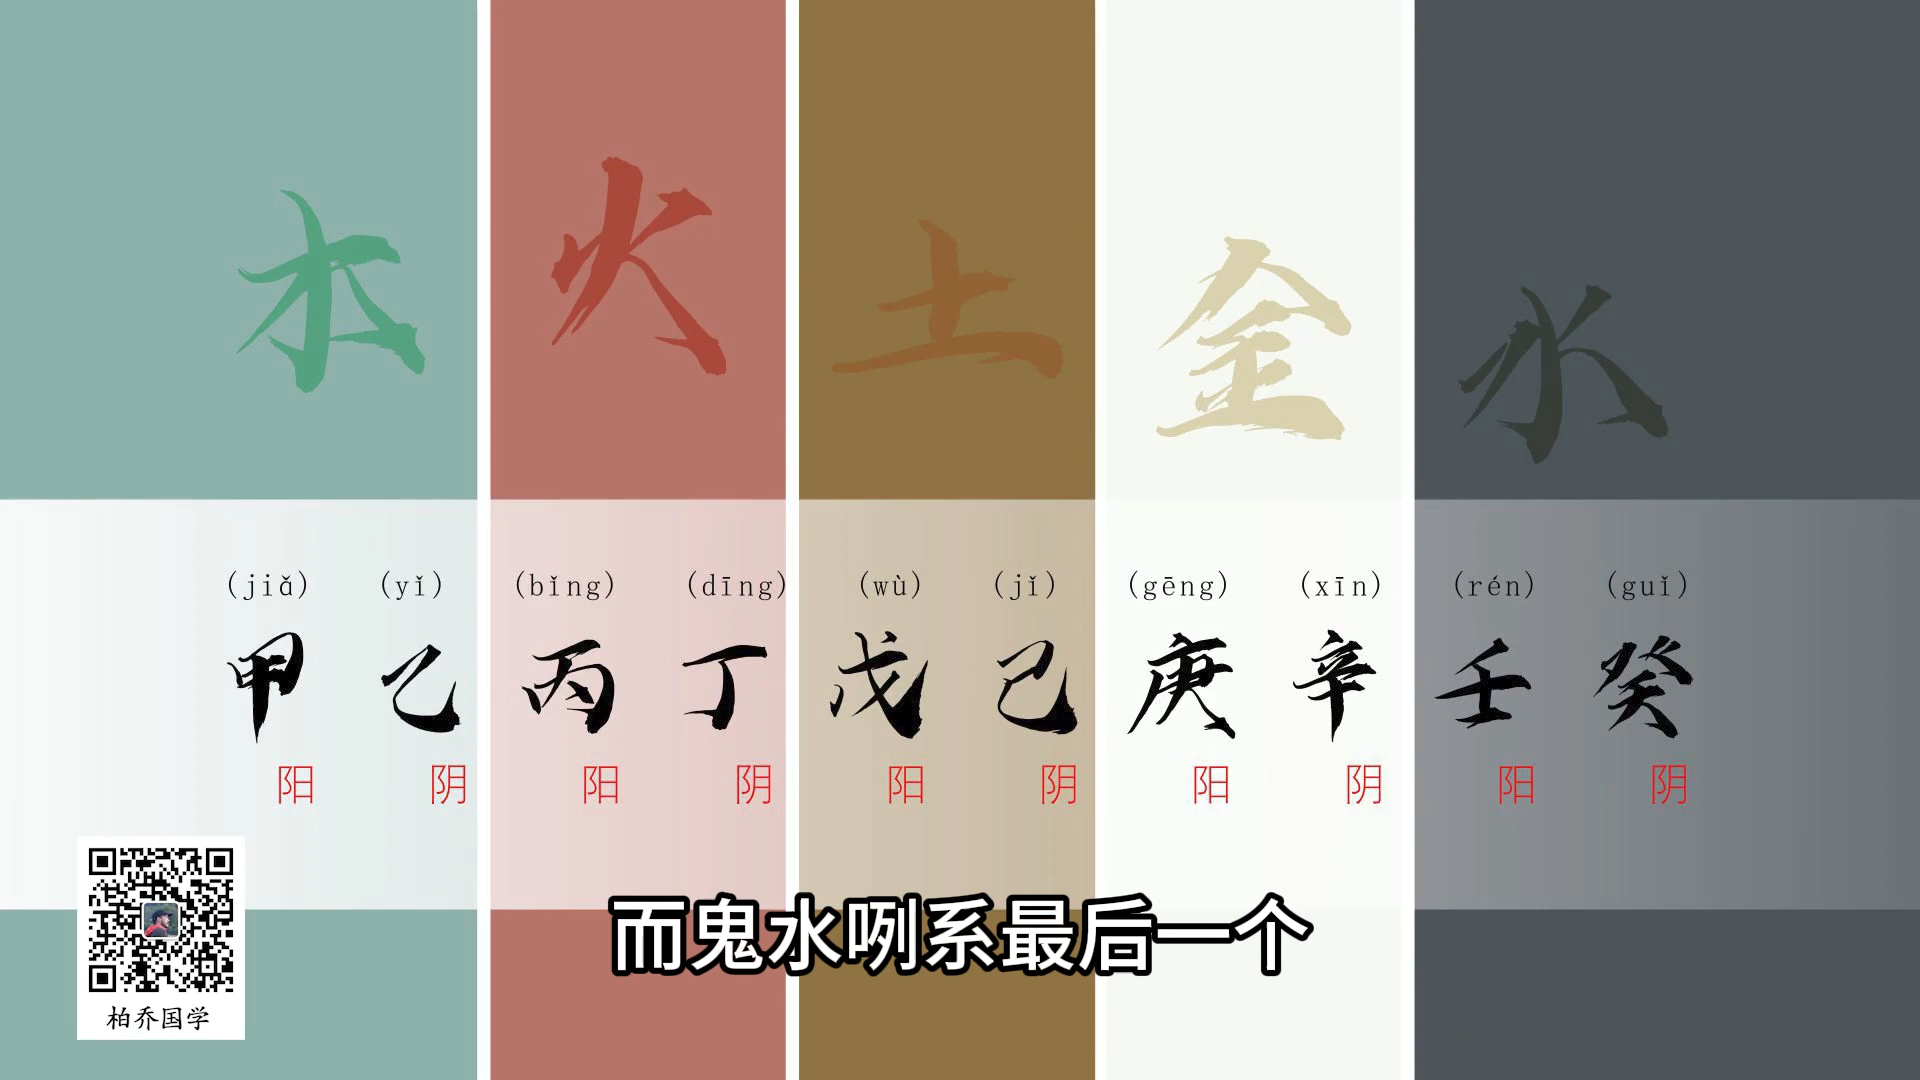 木 火 土 金 水
(jiǎ) (yǐ) (bǐng) (dīng) (wù) (jǐ) (gēng) (xīn) (rén) (guǐ)
甲 乙 丙 丁 戊 己 庚 辛 壬 癸
阳 阴 阳 阴 阳 阴 阳 阴 阳 阴
而鬼水咧系最后一个
柏乔国学